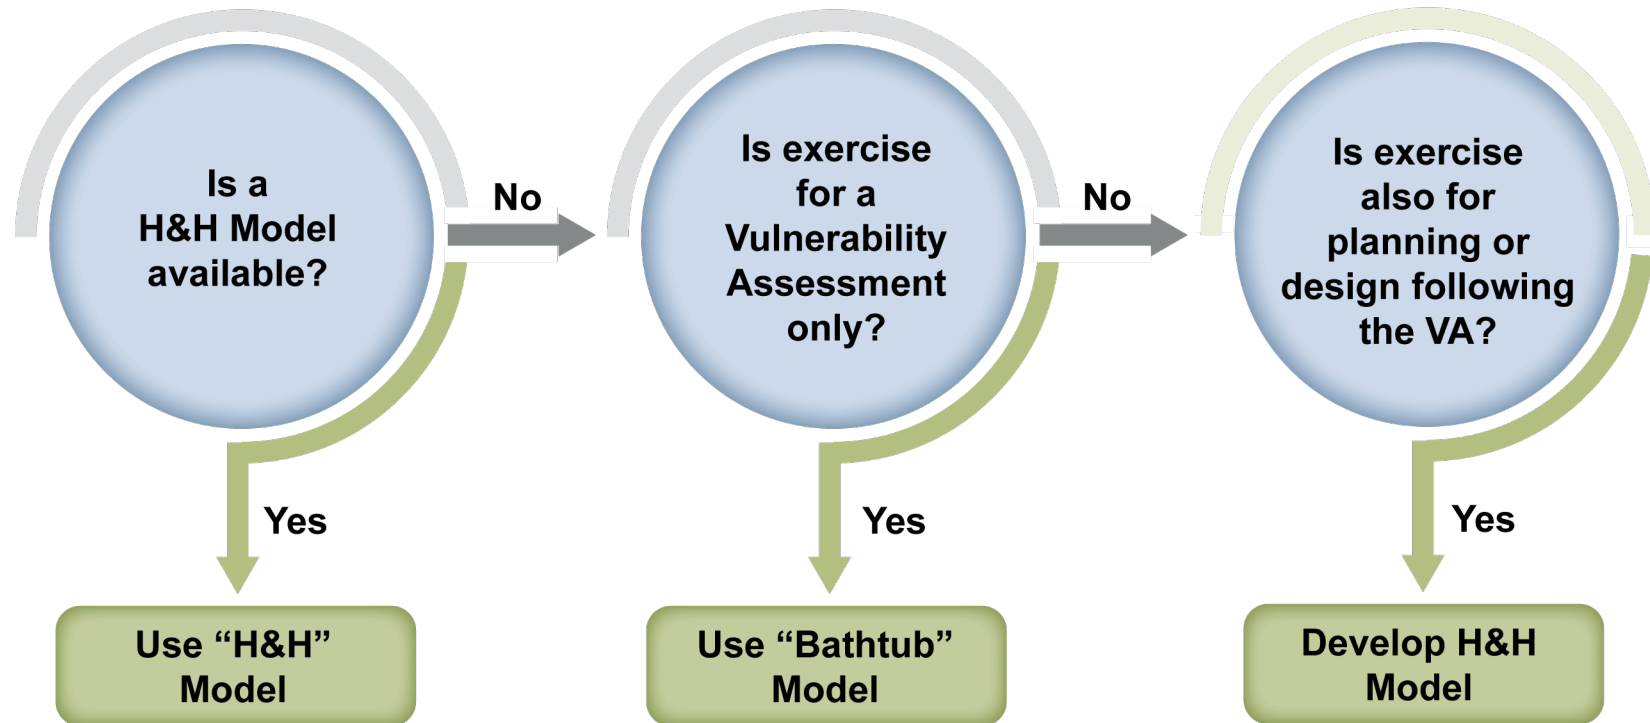 Is a
H&H Model
available?
No
Is exercise
for a
Vulnerability
Assessment
only?
No
Is exercise
also for
planning or
design following
the VA?
Yes
Yes
Yes
Use “H&H”
Model
Use “Bathtub”
Model
Develop H&H
Model